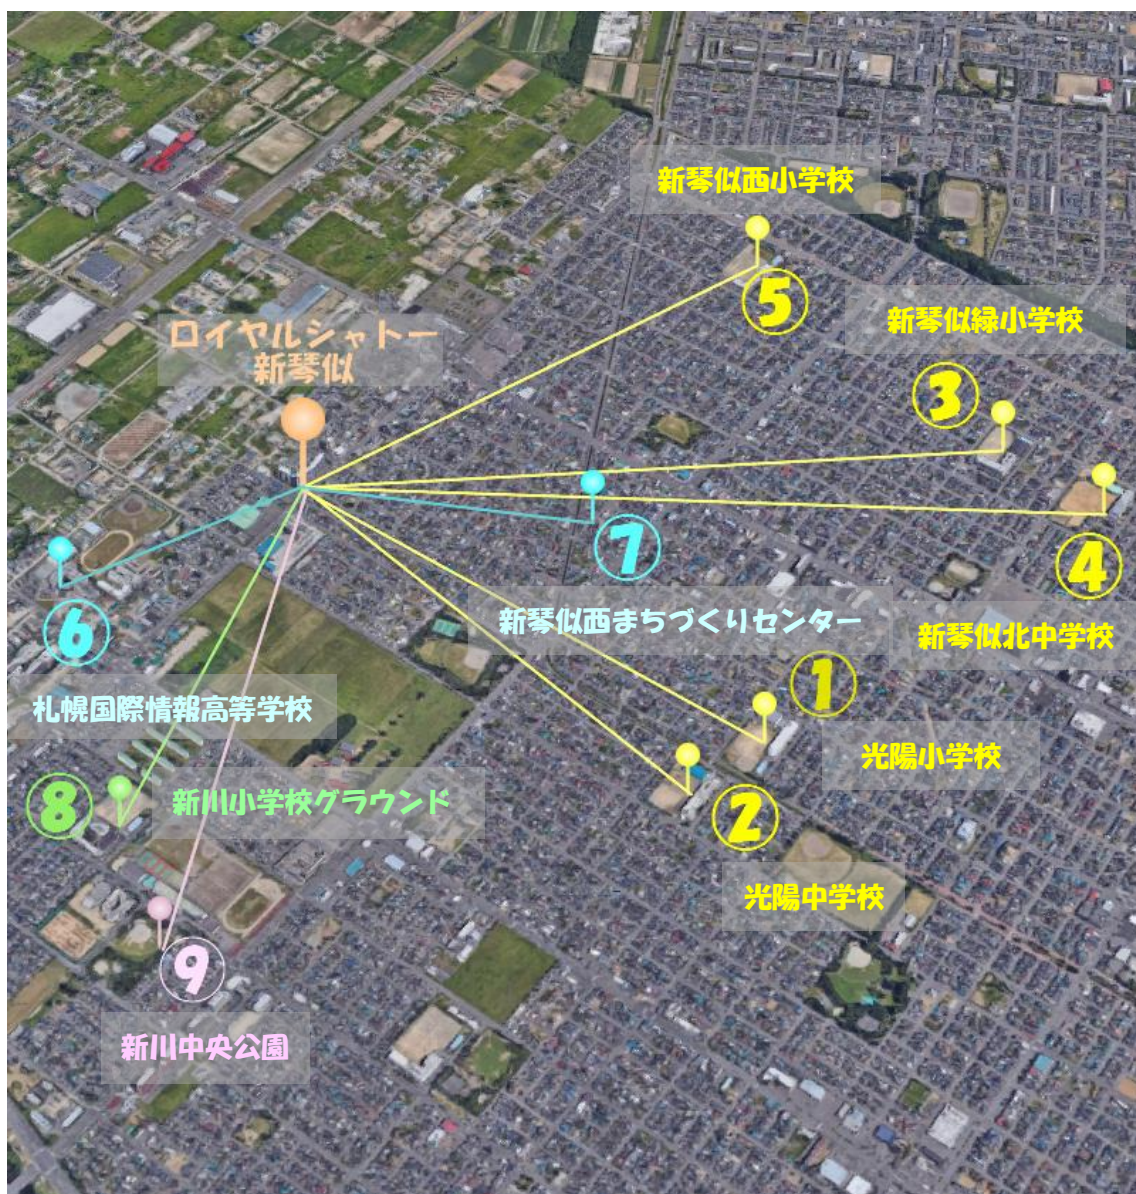 新琴似西小学校
⑤
新琴似緑小学校
③
ロイヤルシャトー
新琴似
④
⑦
⑥
新琴似西まちづくりセンター
新琴似北中学校
①
札幌国際情報高等学校
光陽小学校
⑧
新川小学校グラウンド
②
光陽中学校
⑨
新川中央公園